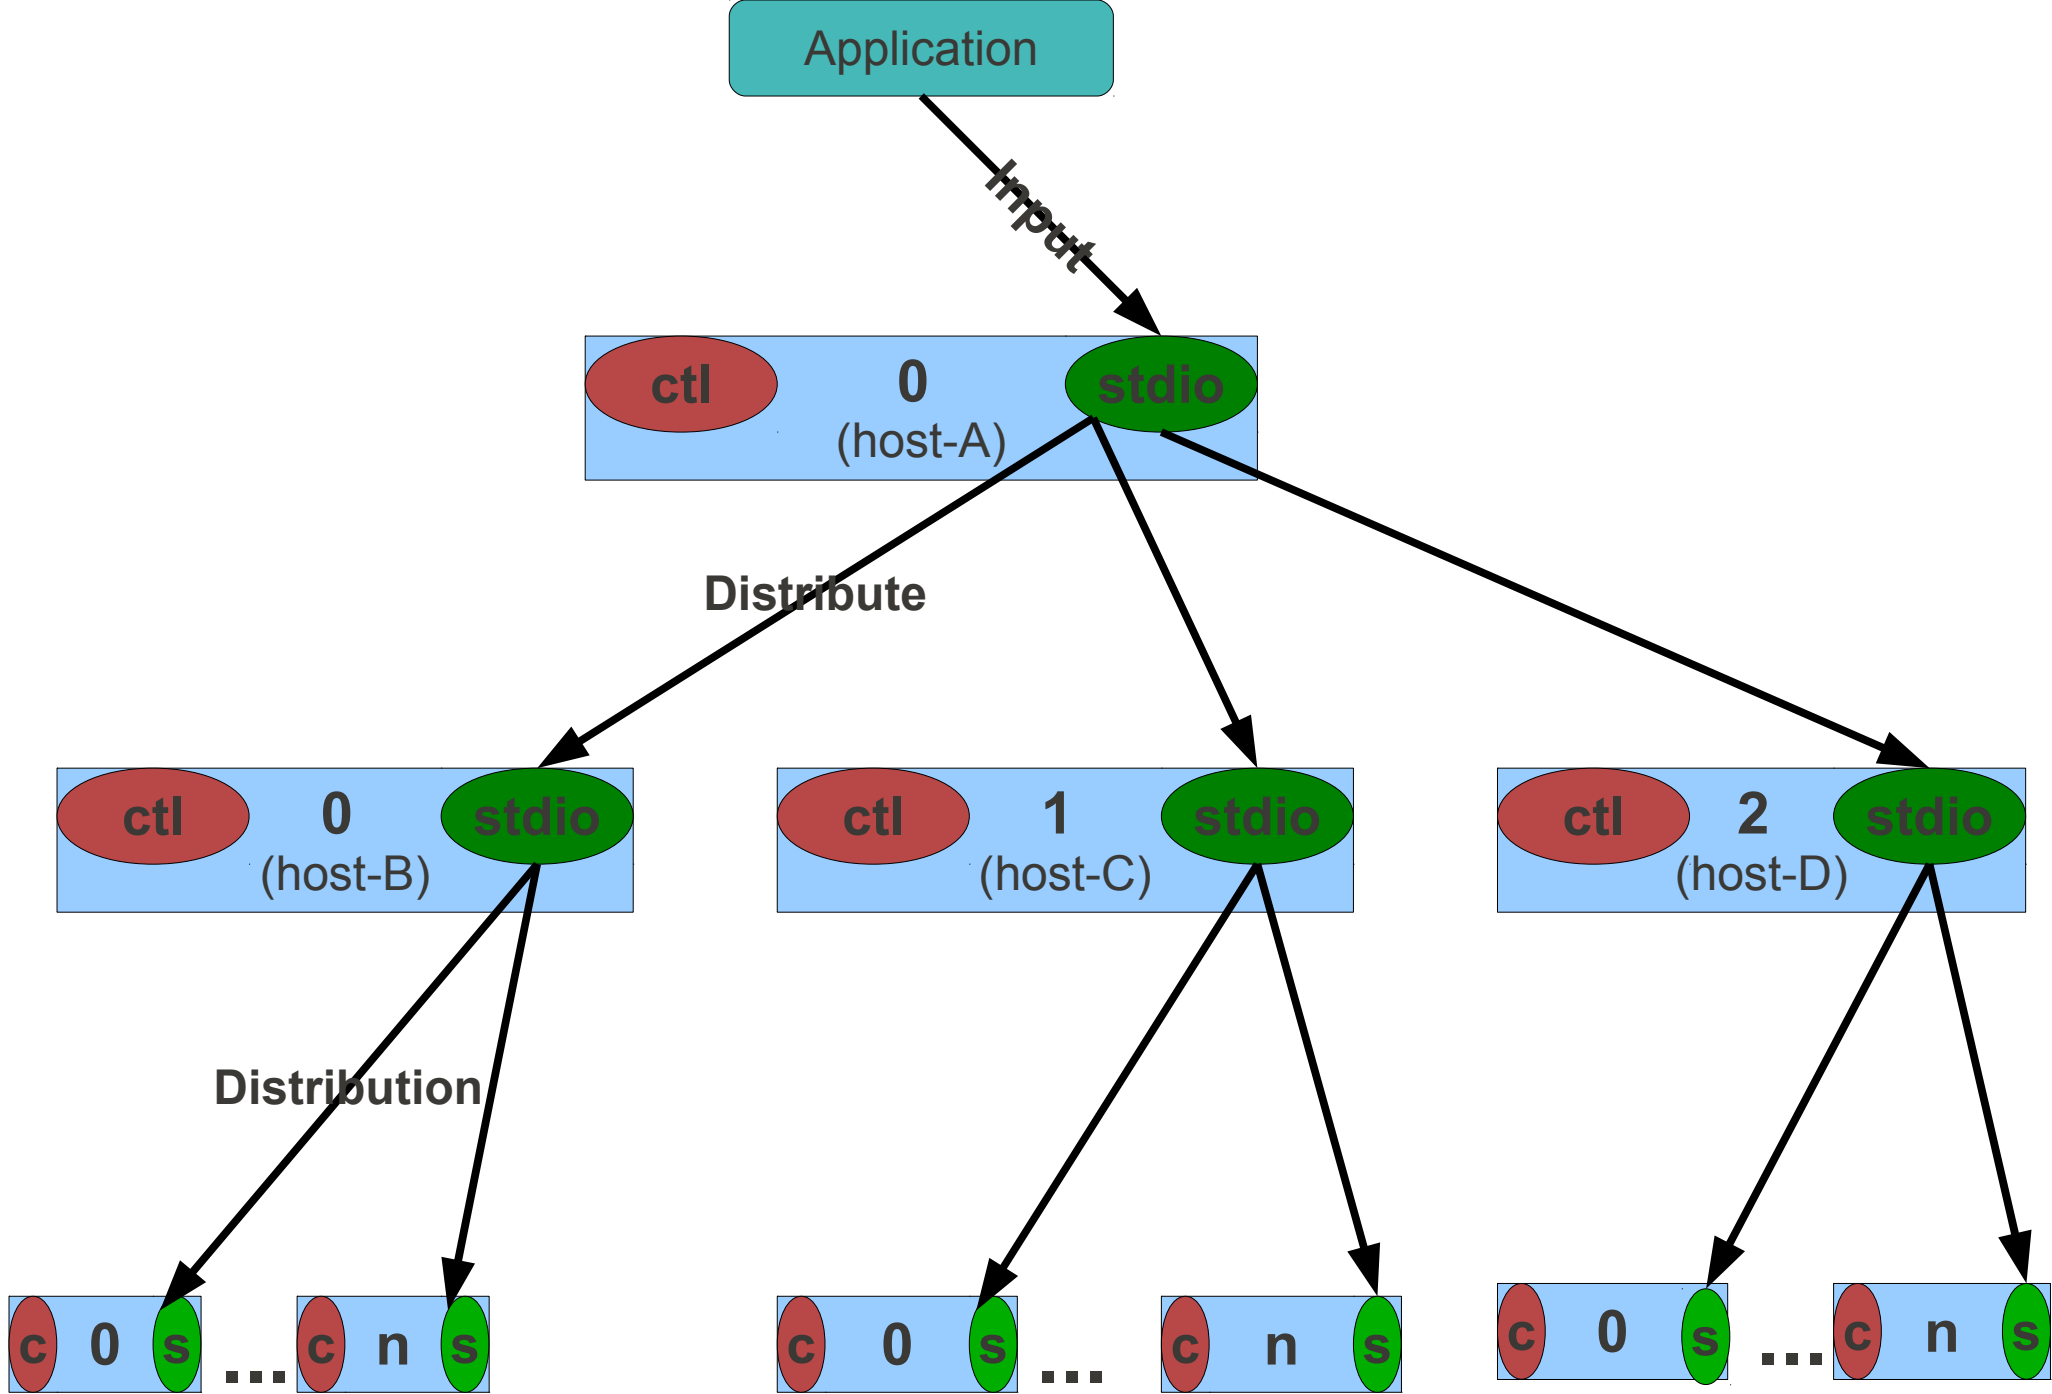 Application
Input
ctl 0 stdio
(host-A)
Distribute
ctl 0 stdio
(host-B)
ctl 1 stdio
(host-C)
ctl 2 stdio
(host-D)
Distribution
c 0 s ... c n s
c 0 s ... c n s
c 0 s ... c n s